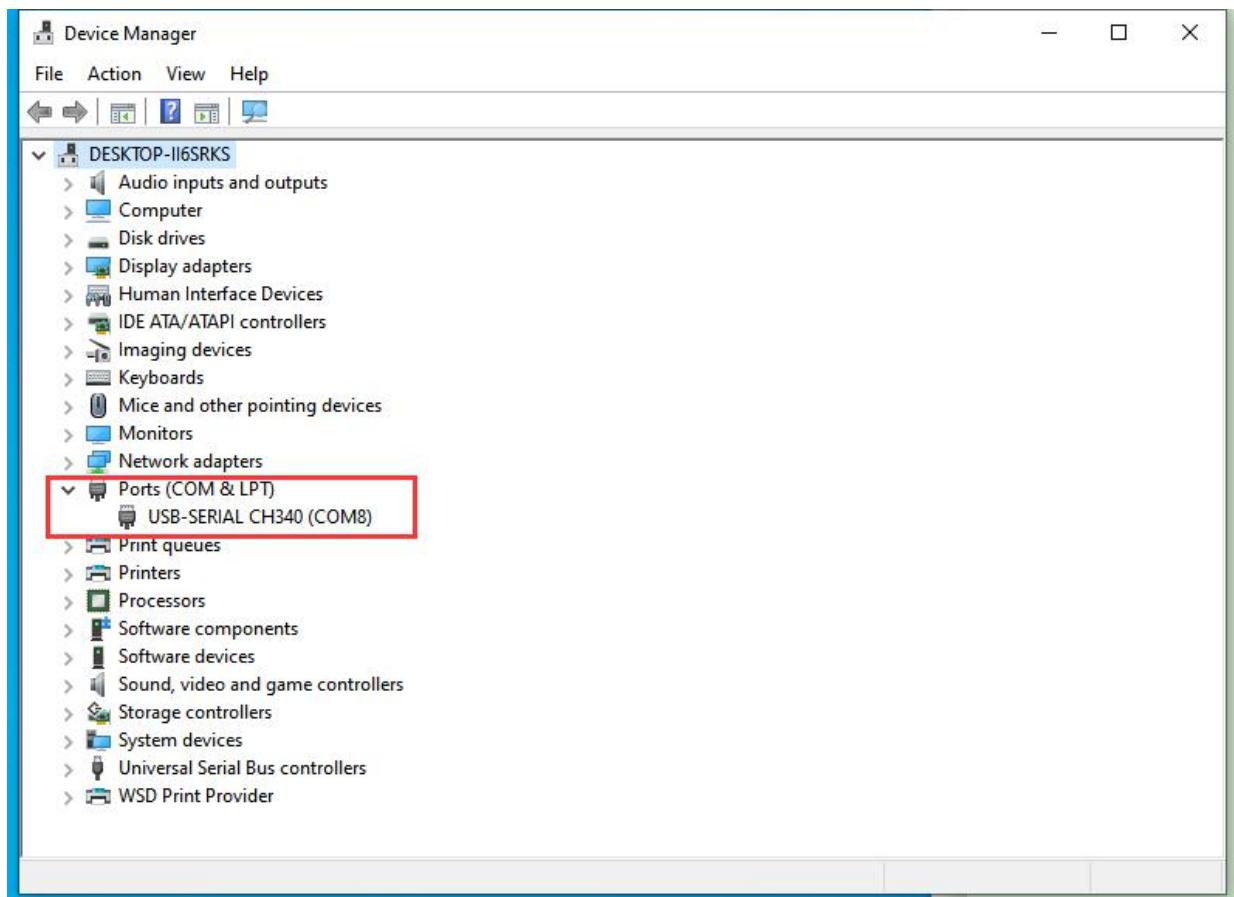 Device Manager
File Action View Help
DESKTOP-II6SRKS
Audio inputs and outputs
Computer
Disk drives
Display adapters
Human Interface Devices
IDE ATA/ATAPI controllers
Imaging devices
Keyboards
Mice and other pointing devices
Monitors
Network adapters
Ports (COM & LPT)
USB-SERIAL CH340 (COM8)
Print queues
Printers
Processors
Software components
Software devices
Sound, video and game controllers
Storage controllers
System devices
Universal Serial Bus controllers
WSD Print Provider